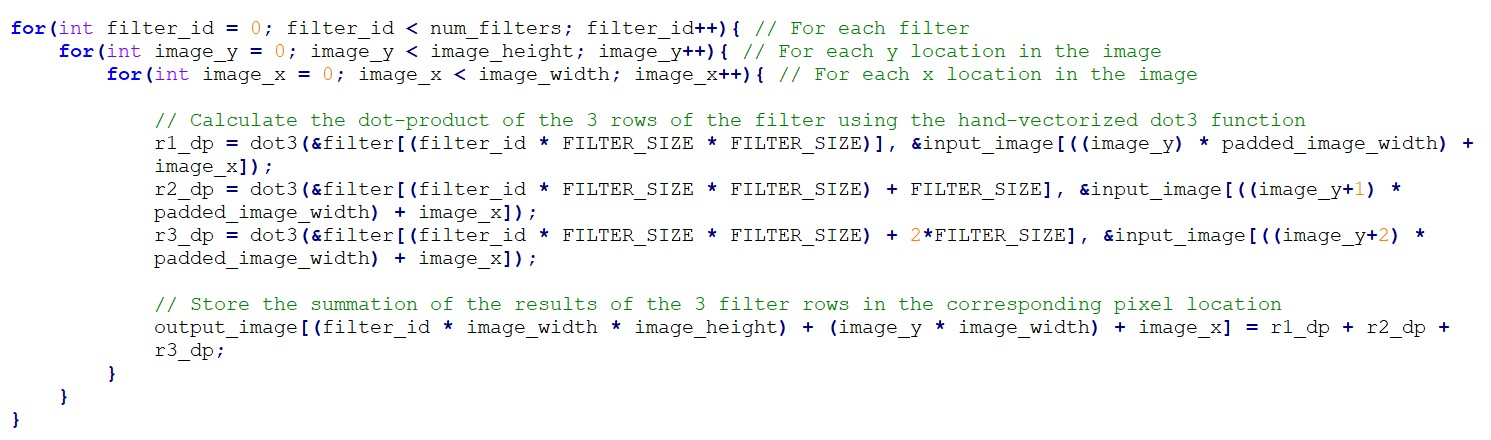 for(int filter_id = 0; filter_id < num_filters; filter_id++){ // For each filter
    for(int image_y = 0; image_y < image_height; image_y++){ // For each y location in the image
        for(int image_x = 0; image_x < image_width; image_x++){ // For each x location in the image

            // Calculate the dot-product of the 3 rows of the filter using the hand-vectorized dot3 function
            r1_dp = dot3(&filter[(filter_id * FILTER_SIZE * FILTER_SIZE)], &input_image[((image_y) * padded_image_width) +
            image_x]);
            r2_dp = dot3(&filter[(filter_id * FILTER_SIZE * FILTER_SIZE) + FILTER_SIZE], &input_image[((image_y+1) *
            padded_image_width) + image_x]);
            r3_dp = dot3(&filter[(filter_id * FILTER_SIZE * FILTER_SIZE) + 2*FILTER_SIZE], &input_image[((image_y+2) *
            padded_image_width) + image_x]);

            // Store the summation of the results of the 3 filter rows in the corresponding pixel location
            output_image[(filter_id * image_width * image_height) + (image_y * image_width) + image_x] = r1_dp + r2_dp +
            r3_dp;
        }
    }
}